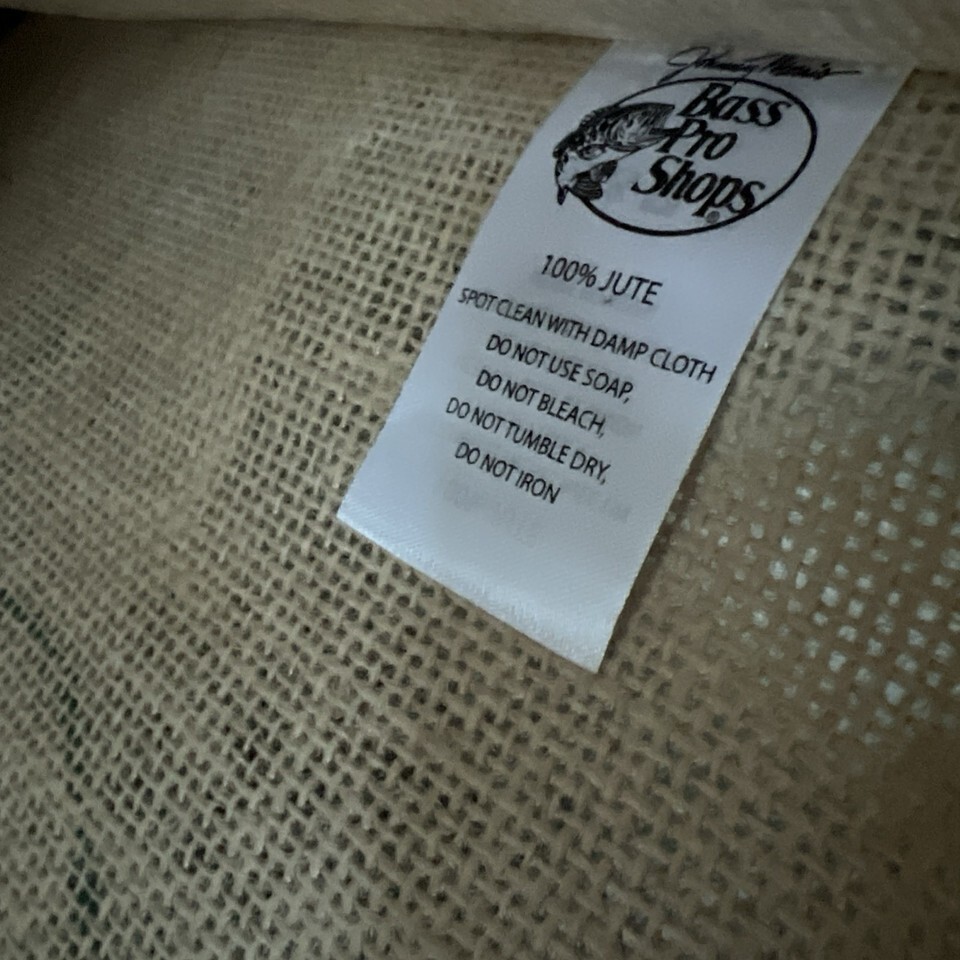 Johnny Morris
Bass
Pro
Shops®
100% JUTE
SPOT CLEAN WITH DAMP CLOTH
DO NOT USE SOAP,
DO NOT BLEACH,
DO NOT TUMBLE DRY,
DO NOT IRON